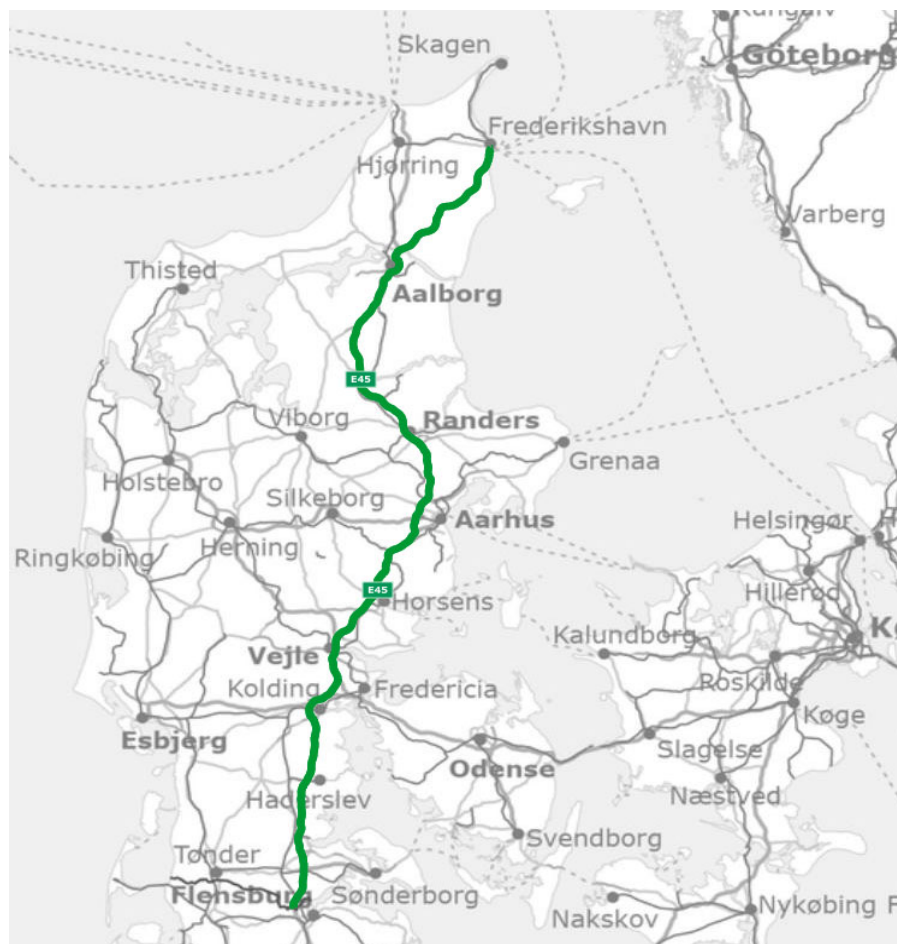 Kungälv
Skagen
Göteborg
Frederikshavn
Hjørring
Varberg
Thisted
Aalborg
E45
Viborg
Randers
Grenaa
Holstebro
Silkeborg
Aarhus
Helsingør
Herning
Ringkøbing
E45
Horsens
Hillerød
Kalundborg
Vejle
Roskilde
Kolding
Fredericia
Køge
Esbjerg
Odense
Slagelse
Haderslev
Næstved
Svendborg
Tønder
Flensburg
Sønderborg
Nakskov
Nykøbing F